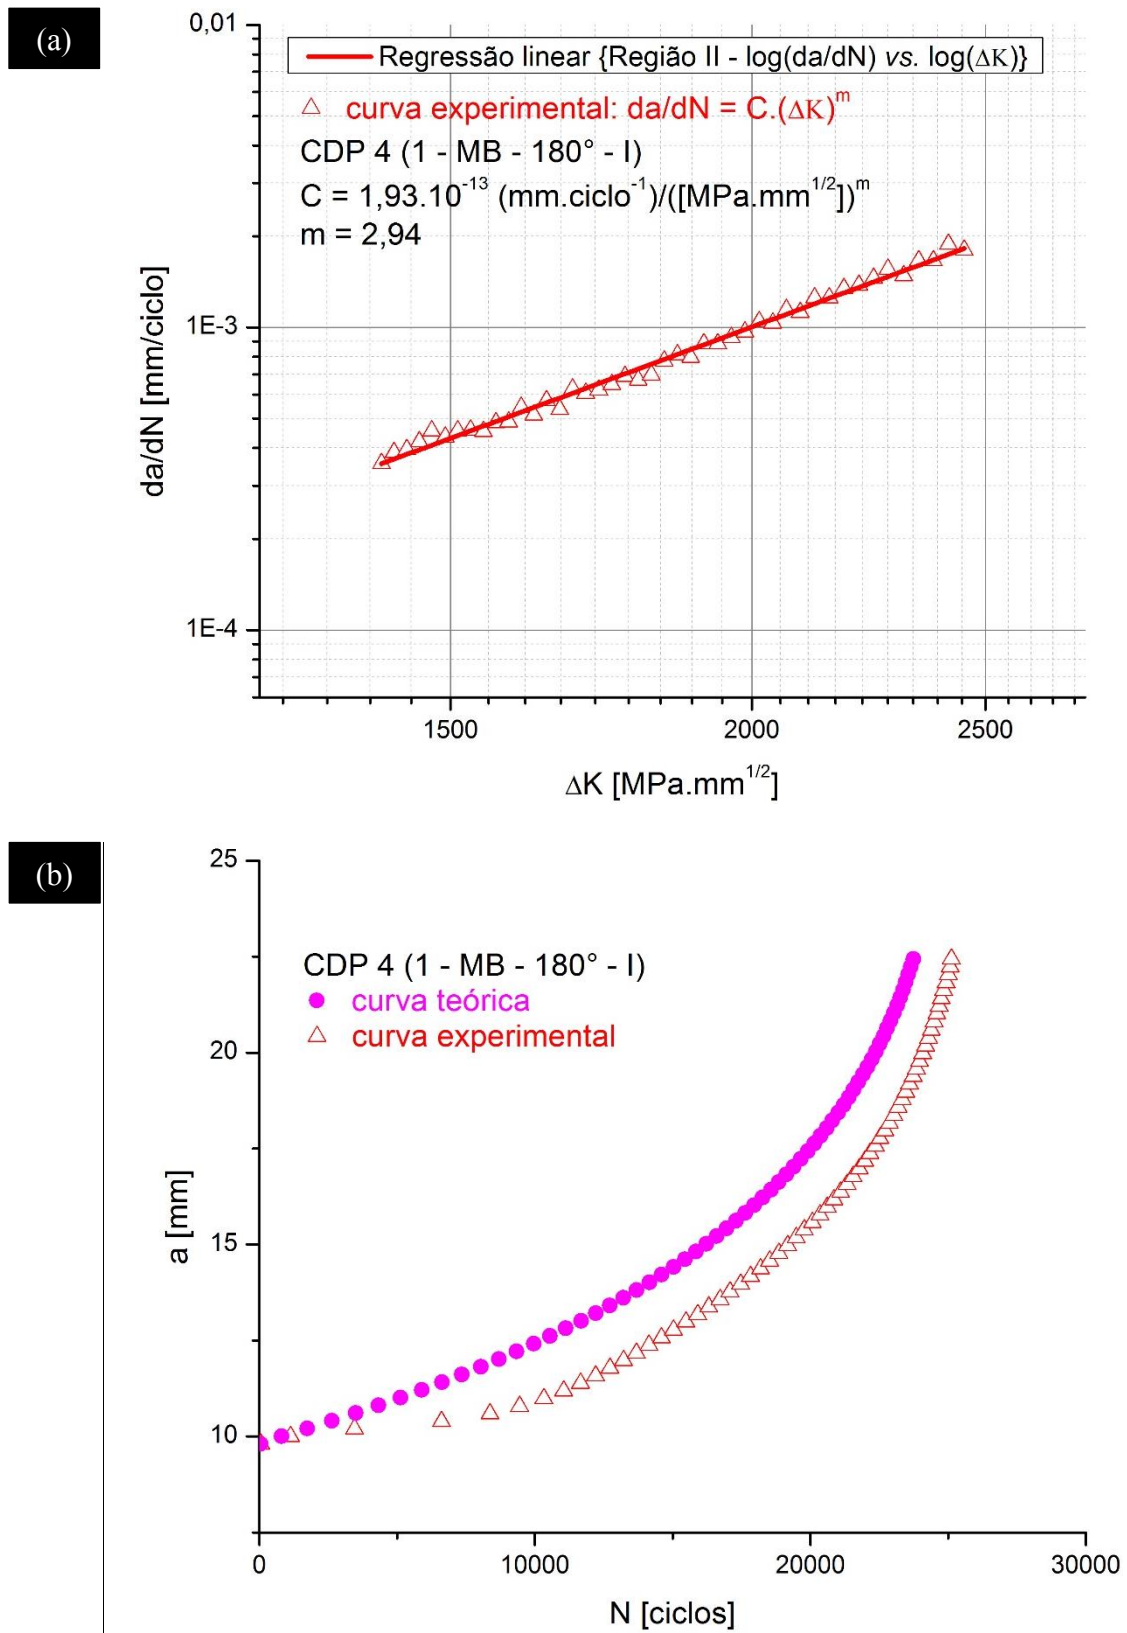 (a)
0,01
Regressão linear {Região II - log(da/dN) vs. log(ΔK)}
curva experimental: da/dN = C.(ΔK)^m
CDP 4 (1 - MB - 180° - I)
C = 1,93.10^-13 (mm.ciclo^-1)/([MPa.mm^1/2])^m
m = 2,94
da/dN [mm/ciclo]
1E-3
1E-4
1500 2000 2500
ΔK [MPa.mm^1/2]
(b)
25
CDP 4 (1 - MB - 180° - I)
curva teórica
curva experimental
20
a [mm]
15
10
0 10000 20000 30000
N [ciclos]